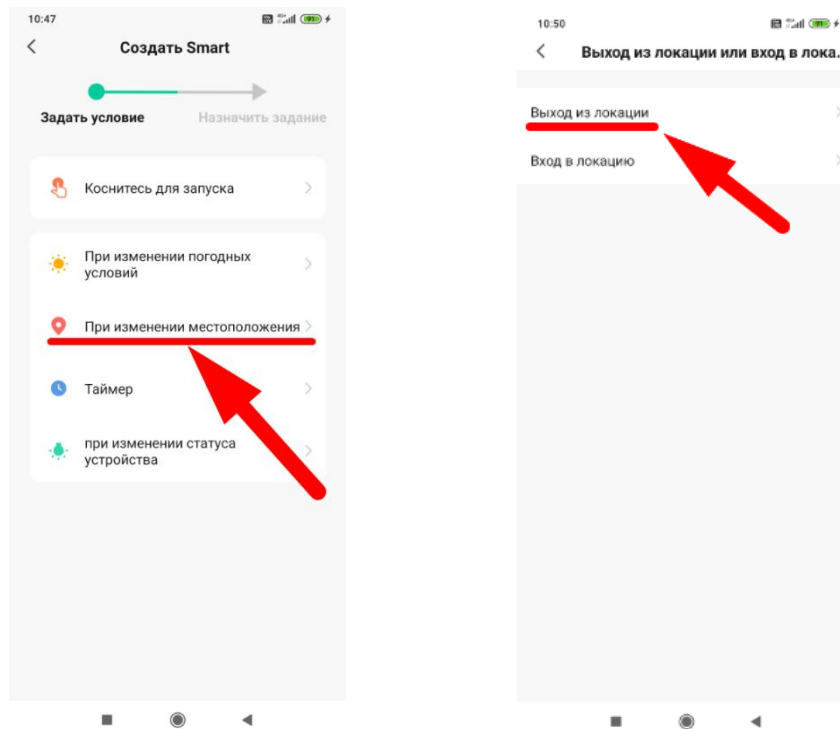 10:47
Создать Smart
Задать условие
Назначить задание
Коснитесь для запуска
При изменении погодных
условий
При изменении местоположения
Таймер
при изменении статуса
устройства
10:50
Выход из локации или вход в лока.
Выход из локации
Вход в локацию